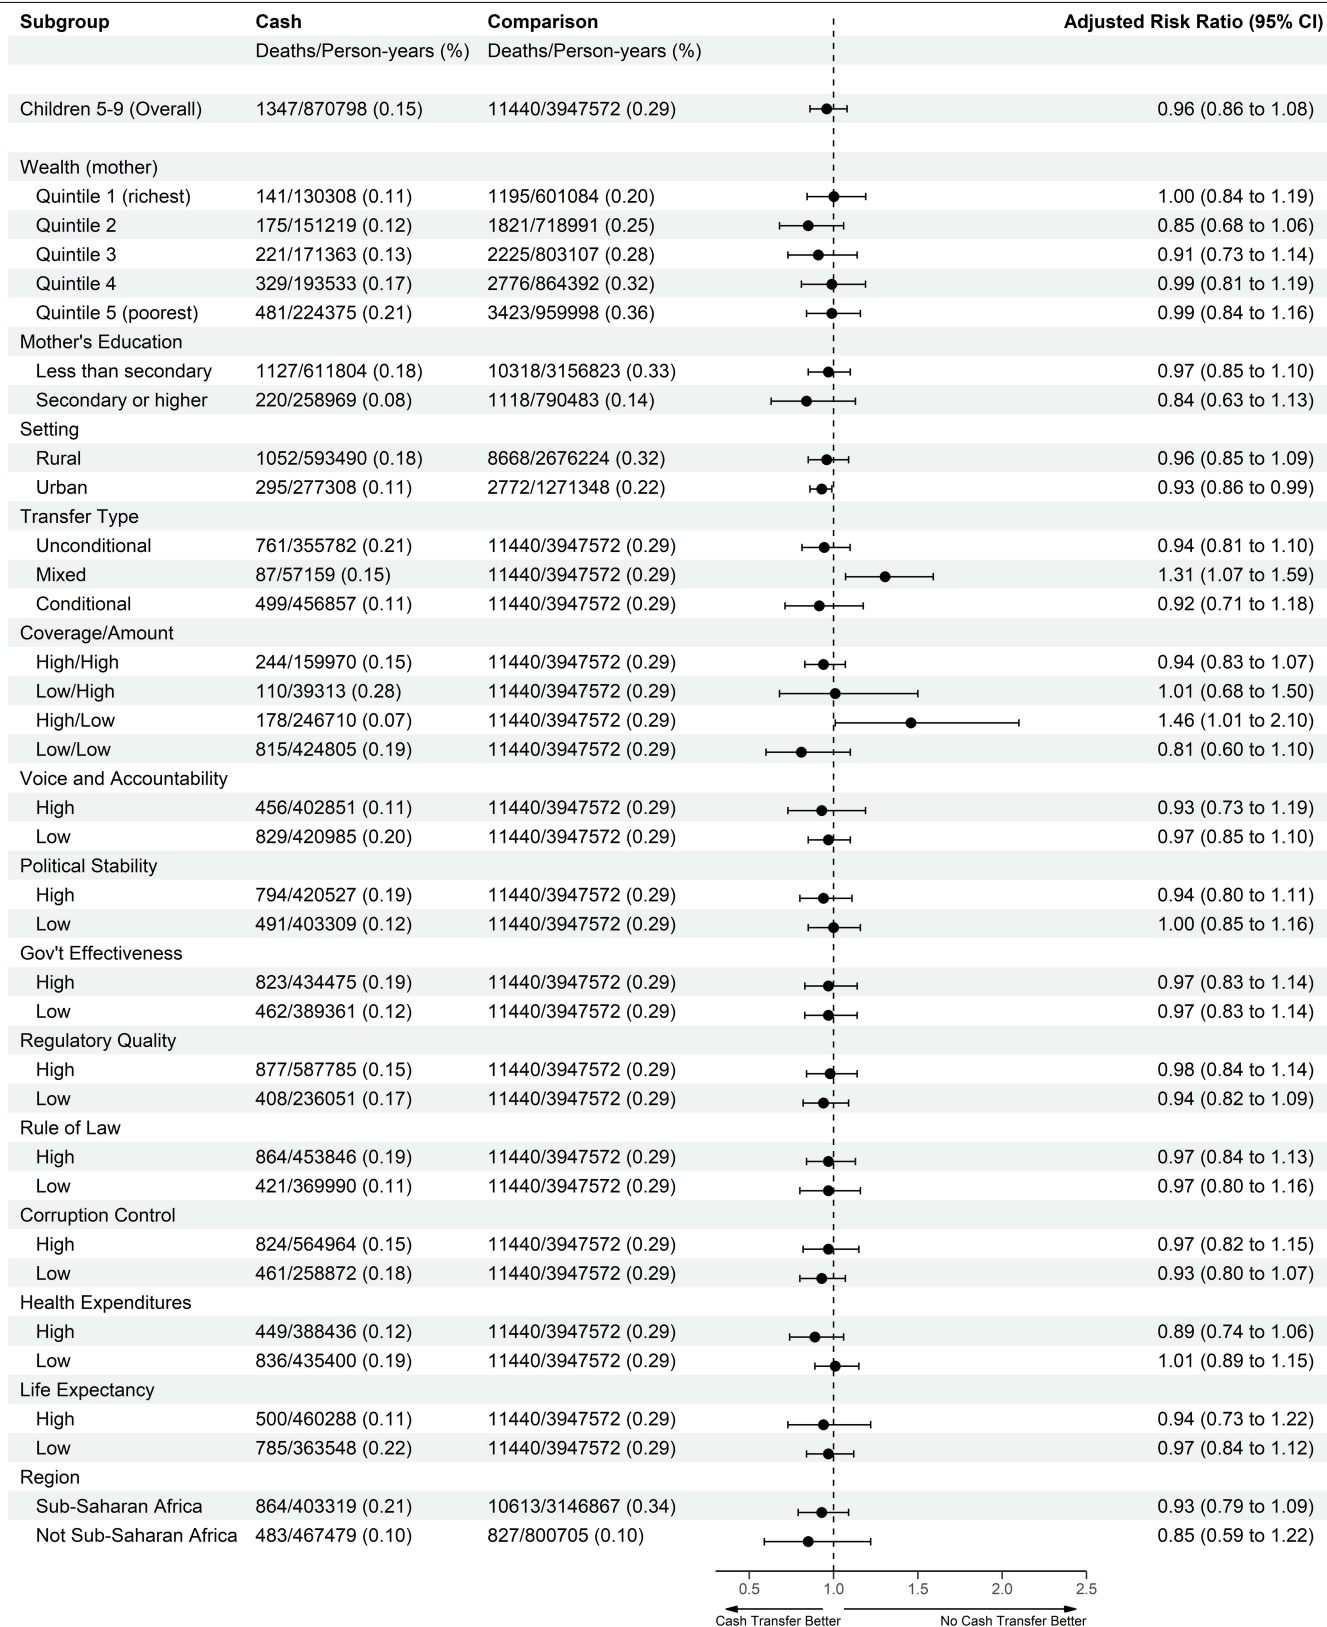 Subgroup Cash Comparison Adjusted Risk Ratio (95% CI)
Deaths/Person-years (%) Deaths/Person-years (%)
Children 5-9 (Overall) 1347/870798 (0.15) 11440/3947572 (0.29) 0.96 (0.86 to 1.08)
Wealth (mother)
Quintile 1 (richest) 141/130308 (0.11) 1195/601084 (0.20) 1.00 (0.84 to 1.19)
Quintile 2 175/151219 (0.12) 1821/718991 (0.25) 0.85 (0.68 to 1.06)
Quintile 3 221/171363 (0.13) 2225/803107 (0.28) 0.91 (0.73 to 1.14)
Quintile 4 329/193533 (0.17) 2776/864392 (0.32) 0.99 (0.81 to 1.19)
Quintile 5 (poorest) 481/224375 (0.21) 3423/959998 (0.36) 0.99 (0.84 to 1.16)
Mother's Education
Less than secondary 1127/611804 (0.18) 10318/3156823 (0.33) 0.97 (0.85 to 1.10)
Secondary or higher 220/258969 (0.08) 1118/790483 (0.14) 0.84 (0.63 to 1.13)
Setting
Rural 1052/593490 (0.18) 8668/2676224 (0.32) 0.96 (0.85 to 1.09)
Urban 295/277308 (0.11) 2772/1271348 (0.22) 0.93 (0.86 to 0.99)
Transfer Type
Unconditional 761/355782 (0.21) 11440/3947572 (0.29) 0.94 (0.81 to 1.10)
Mixed 87/57159 (0.15) 11440/3947572 (0.29) 1.31 (1.07 to 1.59)
Conditional 499/456857 (0.11) 11440/3947572 (0.29) 0.92 (0.71 to 1.18)
Coverage/Amount
High/High 244/159970 (0.15) 11440/3947572 (0.29) 0.94 (0.83 to 1.07)
Low/High 110/39313 (0.28) 11440/3947572 (0.29) 1.01 (0.68 to 1.50)
High/Low 178/246710 (0.07) 11440/3947572 (0.29) 1.46 (1.01 to 2.10)
Low/Low 815/424805 (0.19) 11440/3947572 (0.29) 0.81 (0.60 to 1.10)
Voice and Accountability
High 456/402851 (0.11) 11440/3947572 (0.29) 0.93 (0.73 to 1.19)
Low 829/420985 (0.20) 11440/3947572 (0.29) 0.97 (0.85 to 1.10)
Political Stability
High 794/420527 (0.19) 11440/3947572 (0.29) 0.94 (0.80 to 1.11)
Low 491/403309 (0.12) 11440/3947572 (0.29) 1.00 (0.85 to 1.16)
Gov't Effectiveness
High 823/434475 (0.19) 11440/3947572 (0.29) 0.97 (0.83 to 1.14)
Low 462/389361 (0.12) 11440/3947572 (0.29) 0.97 (0.83 to 1.14)
Regulatory Quality
High 877/587785 (0.15) 11440/3947572 (0.29) 0.98 (0.84 to 1.14)
Low 408/236051 (0.17) 11440/3947572 (0.29) 0.94 (0.82 to 1.09)
Rule of Law
High 864/453846 (0.19) 11440/3947572 (0.29) 0.97 (0.84 to 1.13)
Low 421/369990 (0.11) 11440/3947572 (0.29) 0.97 (0.80 to 1.16)
Corruption Control
High 824/564964 (0.15) 11440/3947572 (0.29) 0.97 (0.82 to 1.15)
Low 461/258872 (0.18) 11440/3947572 (0.29) 0.93 (0.80 to 1.07)
Health Expenditures
High 449/388436 (0.12) 11440/3947572 (0.29) 0.89 (0.74 to 1.06)
Low 836/435400 (0.19) 11440/3947572 (0.29) 1.01 (0.89 to 1.15)
Life Expectancy
High 500/460288 (0.11) 11440/3947572 (0.29) 0.94 (0.73 to 1.22)
Low 785/363548 (0.22) 11440/3947572 (0.29) 0.97 (0.84 to 1.12)
Region
Sub-Saharan Africa 864/403319 (0.21) 10613/3146867 (0.34) 0.93 (0.79 to 1.09)
Not Sub-Saharan Africa 483/467479 (0.10) 827/800705 (0.10) 0.85 (0.59 to 1.22)
0.5 1.0 1.5 2.0 2.5
Cash Transfer Better No Cash Transfer Better